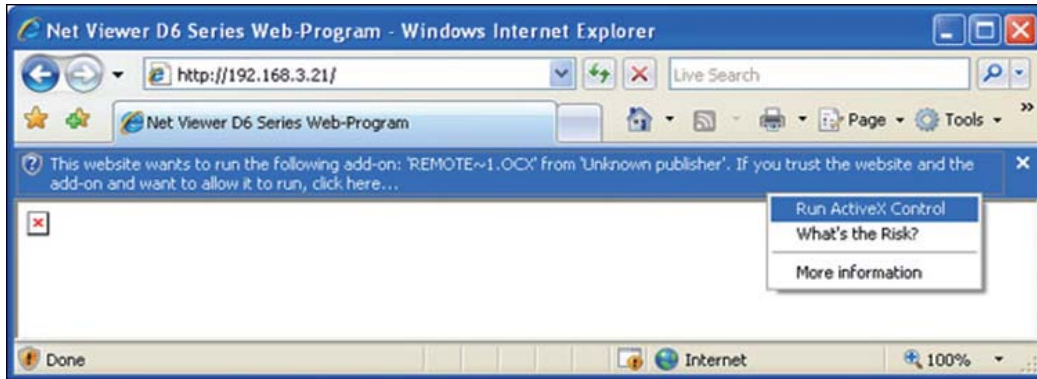 Net Viewer D6 Series Web-Program - Windows Internet Explorer
http://192.168.3.21/
Live Search
Net Viewer D6 Series Web-Program
Page
Tools
This website wants to run the following add-on: 'REMOTE~1.OCX' from 'Unknown publisher'. If you trust the website and the
add-on and want to allow it to run, click here...
Run ActiveX Control
What's the Risk?
More information
Done
Internet
100%